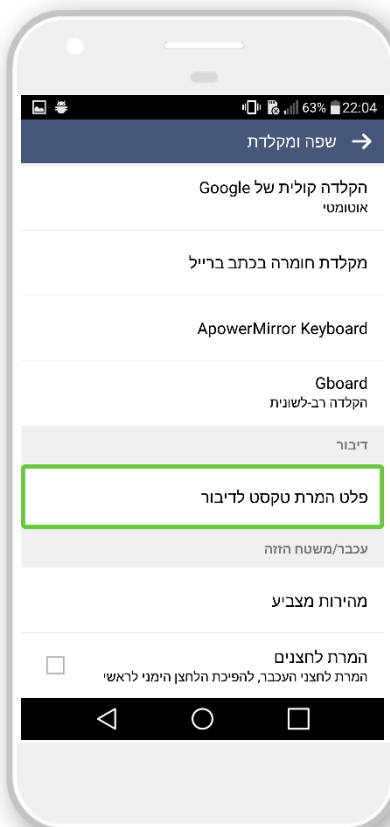 63% 22:04
שפה ומקלדת
הקלדה קולית של Google
אוטומטי
מקלדת חומרה בכתב ברייל
ApowerMirror Keyboard
Gboard
הקלדה רב-לשונית
דיבור
פלט המרת טקסט לדיבור
עכבר/משטח הזזה
מהירות מצביע
המרת לחצנים
המרת לחצני העכבר, להפיכת הלחצן הימני לראשי